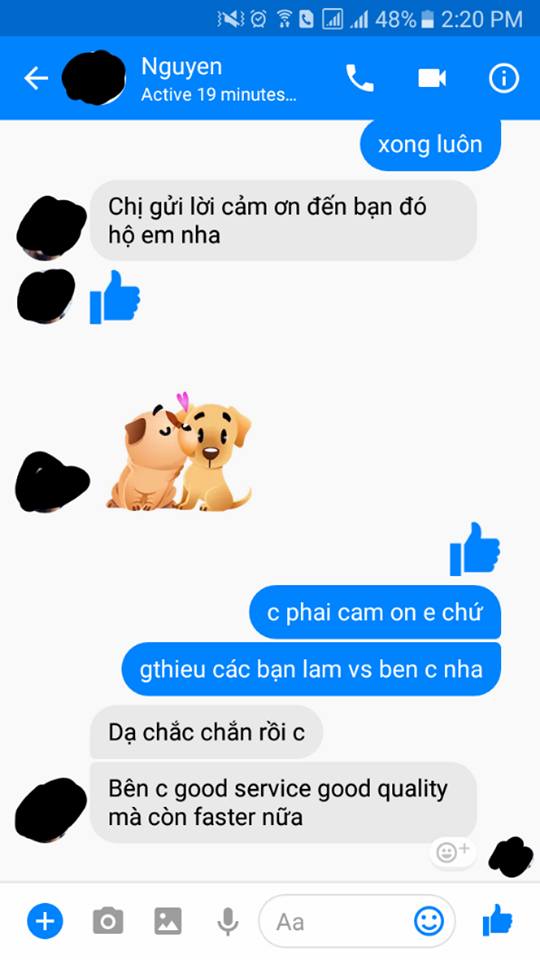 48% 2:20 PM
Nguyen
Active 19 minutes...
xong luôn
Chị gửi lời cảm ơn đến bạn đó
hộ em nha
c phai cam on e chứ
gthieu các bạn lam vs ben c nha
Dạ chắc chắn rồi c
Bên c good service good quality
mà còn faster nữa
Aa